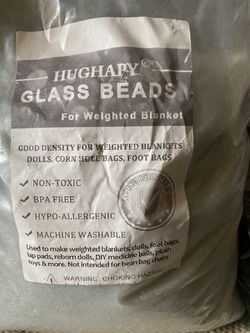 HUGHAPY
GLASS BEADS
For Weighted Blanket
GOOD DENSITY FOR WEIGHTED BLANKETS
DOLLS, CORN HOLE BAGS, FOOT BAGS
✓ NON-TOXIC
✓ BPA FREE
✓ HYPO-ALLERGENIC
✓ MACHINE WASHABLE
Used to make weighted blankets, dolls, foot bags,
lap pads, reborn dolls, DIY medicine balls, plush
toys & more. Not intended for bean bag chairs
WARNING: CHOKING HAZARD